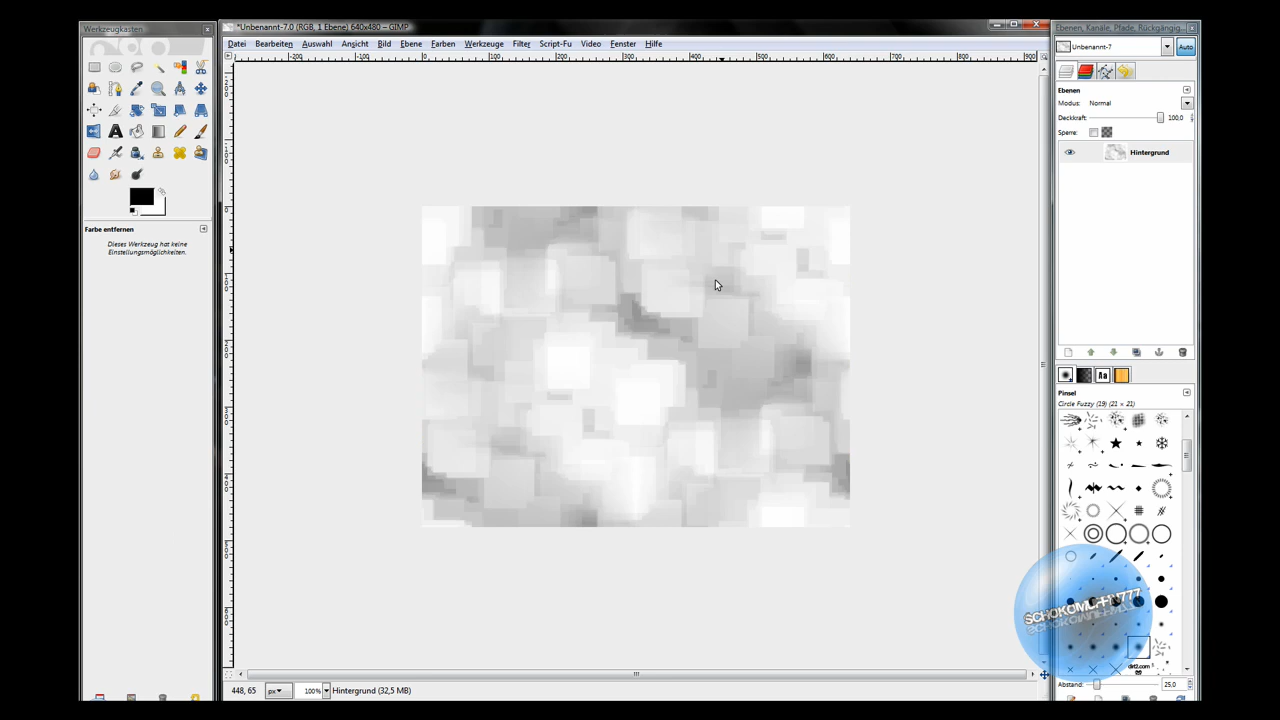 Werkzeugkasten
*Unbenannt-7.0 (RGB, 1 Ebene) 640x480 – GIMP
Ebenen, Kanäle, Pfade, Rückgängig
Datei Bearbeiten Auswahl Ansicht Bild Ebene Farben Werkzeuge Filter Script-Fu Video Fenster Hilfe
Unbenannt-7
Auto
Ebenen
Modus: Normal
Deckkraft: 100,0
Sperre:
Hintergrund
Farbe entfernen
Dieses Werkzeug hat keine
Einstellungsmöglichkeiten.
Pinsel
Circle Fuzzy (19) (21 × 21)
SCHOKOMUFFIN777
Abstand: 25,0
448, 65 px 100% Hintergrund (32,5 MB)